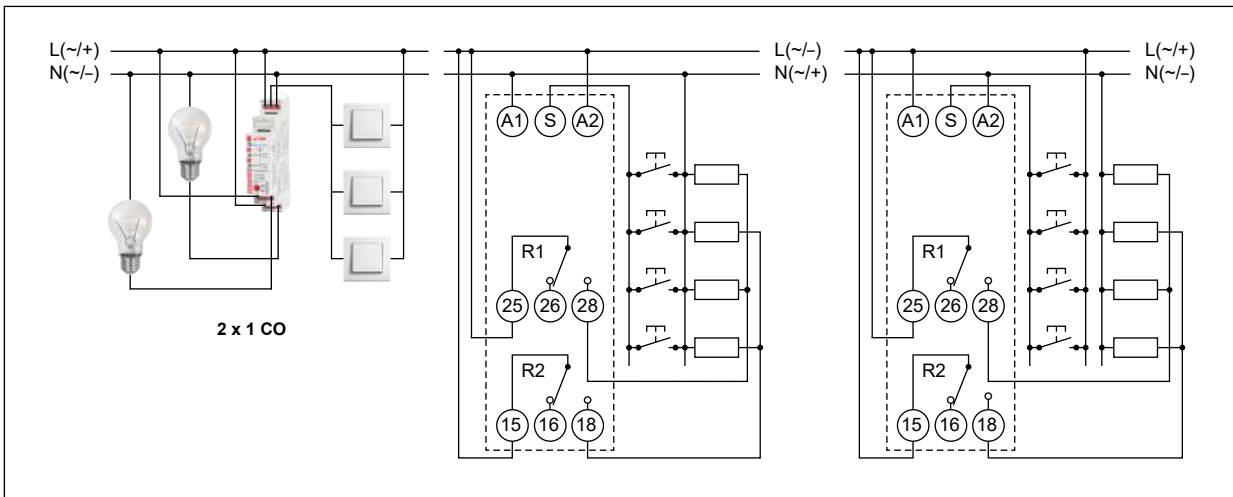 L(~/+)
N(~/–)
2 x 1 CO
A1 S A2
R1
25 26 28
R2
15 16 18
L(~/–)
N(~/+)
A1 S A2
R1
25 26 28
R2
15 16 18
L(~/+)
N(~/–)